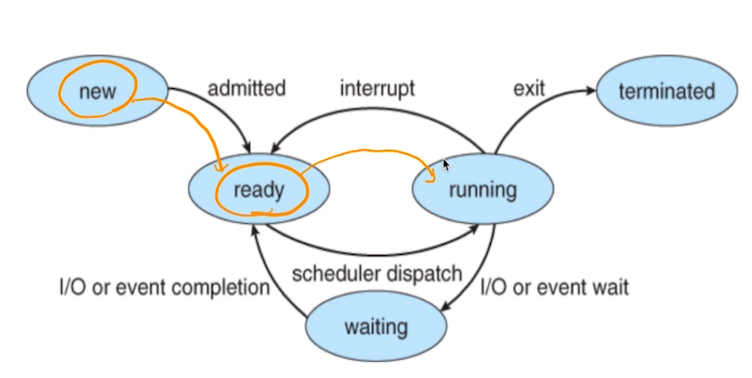 admitted interrupt exit
new terminated
ready running
scheduler dispatch
I/O or event completion I/O or event wait
waiting